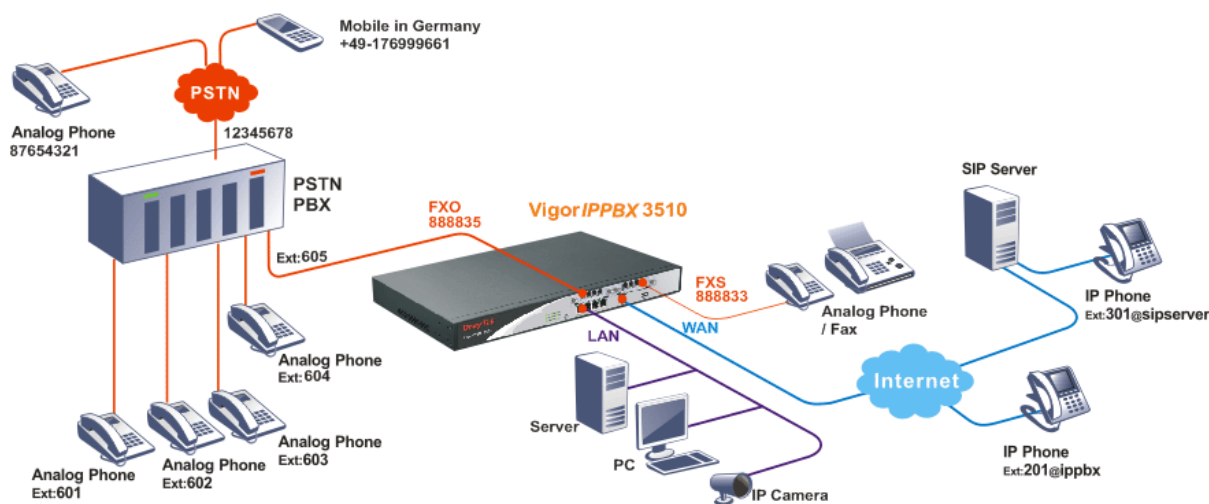 Mobile in Germany
+49-176999661
PSTN
Analog Phone
87654321
12345678
PSTN
PBX
Ext:605
FXO
888835
VigorIPPBX 3510
DrayTek
FXS
888833
Analog Phone
/ Fax
SIP Server
IP Phone
Ext:301@sipserver
LAN
WAN
Internet
Analog Phone
Ext:604
Server
PC
IP Camera
IP Phone
Ext:201@ippbx
Analog Phone
Ext:601
Analog Phone
Ext:602
Analog Phone
Ext:603